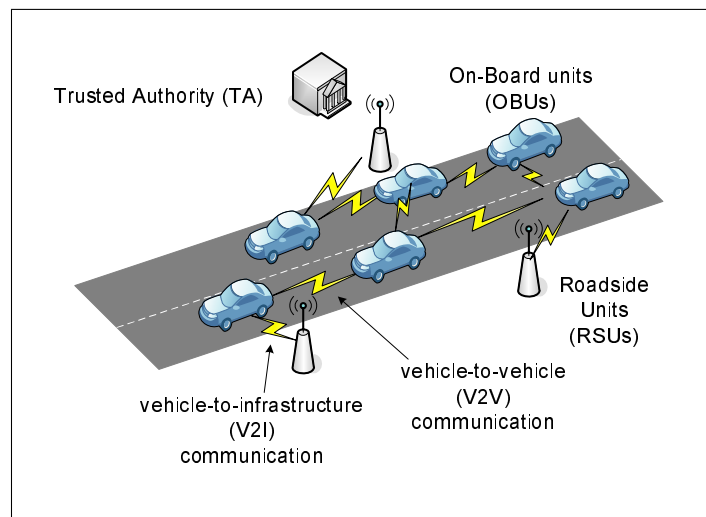 On-Board units
(OBUs)
Trusted Authority (TA)
Roadside
Units
(RSUs)
vehicle-to-vehicle
(V2V)
communication
vehicle-to-infrastructure
(V2I)
communication